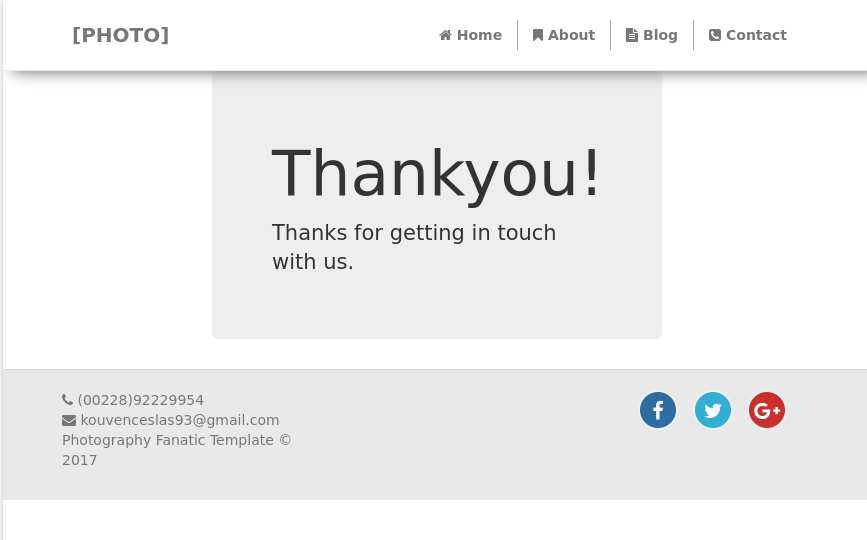 [PHOTO]
Home
About
Blog
Contact
Thankyou!
Thanks for getting in touch
with us.
(00228)92229954
kouvenceslas93@gmail.com
Photography Fanatic Template ©
2017